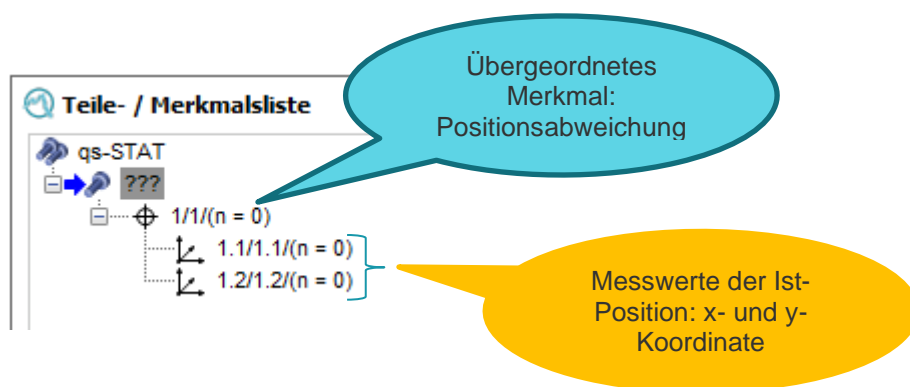 Übergeordnetes
Merkmal:
Positionsabweichung
Teile- / Merkmalsliste
qs-STAT
???
1/1/(n = 0)
1.1/1.1/(n = 0)
1.2/1.2/(n = 0)
Messwerte der Ist-
Position: x- und y-
Koordinate